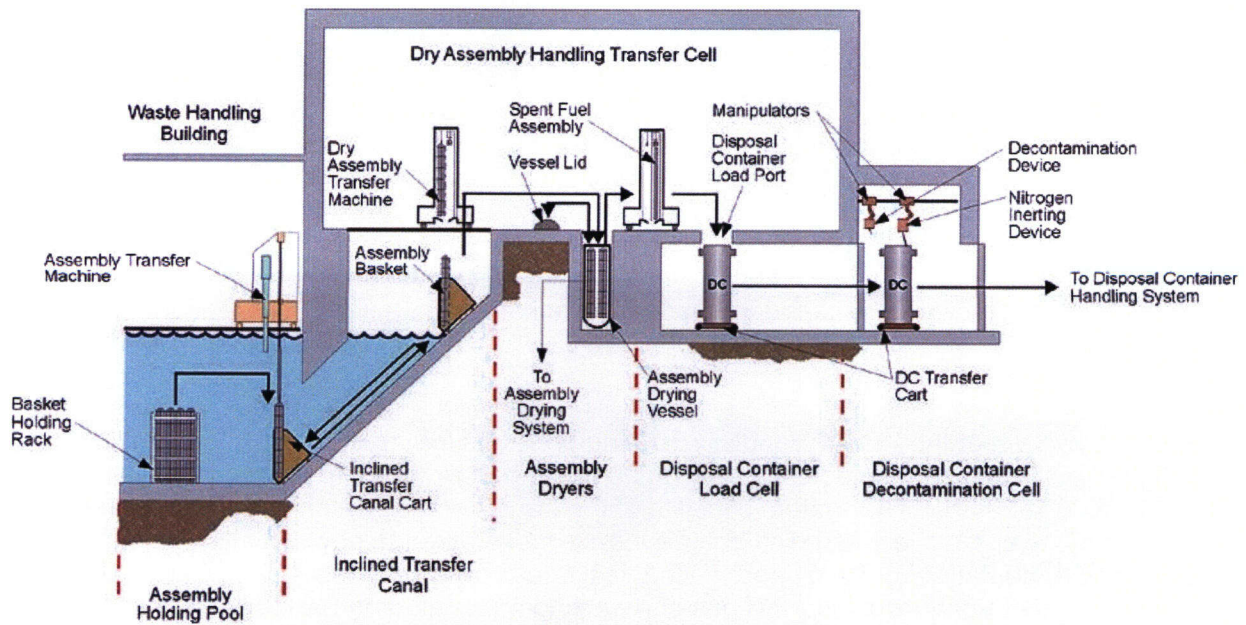 Dry Assembly Handling Transfer Cell
Waste Handling
Building
Dry
Assembly
Transfer
Machine
Vessel Lid
Spent Fuel
Assembly
Disposal
Container
Load Port
Manipulators
Decontamination
Device
Nitrogen
Inerting
Device
Assembly Transfer
Machine
Assembly
Basket
DC
DC
To Disposal Container
Handling System
Basket
Holding
Rack
Inclined
Transfer
Canal Cart
To
Assembly
Drying
System
Assembly
Drying
Vessel
DC Transfer
Cart
Assembly
Dryers
Disposal Container
Load Cell
Disposal Container
Decontamination Cell
Inclined Transfer
Canal
Assembly
Holding Pool